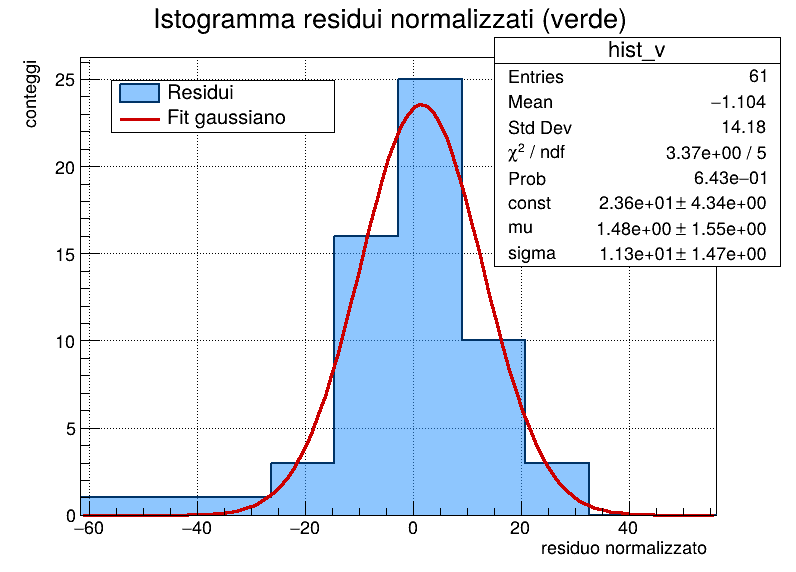 Istogramma residui normalizzati (verde)
hist_v
Entries 61
Mean −1.104
Std Dev 14.18
χ² / ndf 3.37e+00 / 5
Prob 6.43e−01
const 2.36e+01 ± 4.34e+00
mu 1.48e+00 ± 1.55e+00
sigma 1.13e+01 ± 1.47e+00
Residui
Fit gaussiano
conteggi
25
20
15
10
5
0
−60 −40 −20 0 20 40
residuo normalizzato